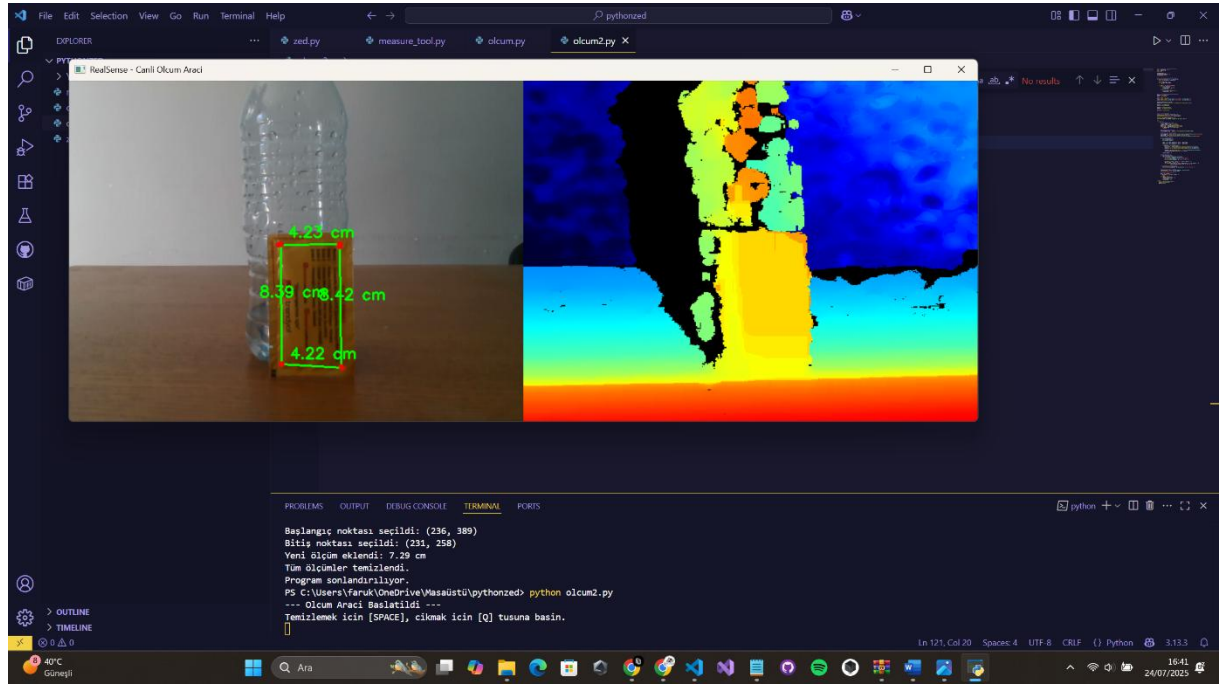 File Edit Selection View Go Run Terminal Help
pythonzed
EXPLORER
zed.py
measure_tool.py
olcum.py
olcum2.py
RealSense - Canli Olcum Araci
No results
4.23 cm
8.39 cm
8.42 cm
4.22 cm
PROBLEMS OUTPUT DEBUG CONSOLE TERMINAL PORTS
python
Başlangıç noktası seçildi: (236, 389)
Bitiş noktası seçildi: (231, 258)
Yeni ölçüm eklendi: 7.29 cm
Tüm ölçümler temizlendi.
Program sonlandırılıyor.
PS C:\Users\faruk\OneDrive\Masaüstü\pythonzed> python olcum2.py
--- Olcum Araci Baslatildi ---
Temizlemek icin [SPACE], cikmak icin [Q] tusuna basin.
OUTLINE
TIMELINE
0 0
Ln 121, Col 20 Spaces: 4 UTF-8 CRLF {} Python 3.13.3
8
40°C
Güneşli
Ara
16:41
24/07/2025